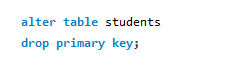 alter table students
drop primary key;